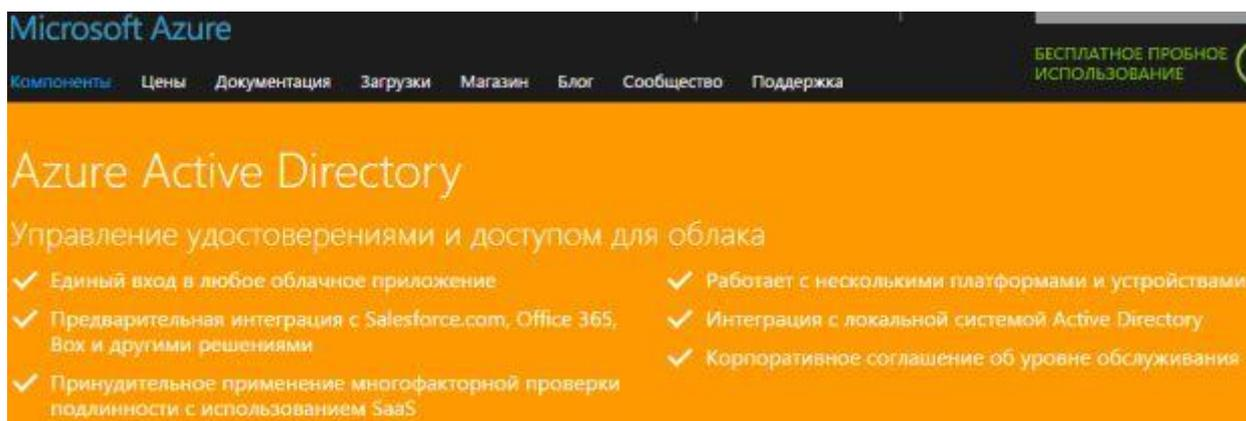 Microsoft Azure
БЕСПЛАТНОЕ ПРОБНОЕ
ИСПОЛЬЗОВАНИЕ
Компоненты Цены Документация Загрузки Магазин Блог Сообщество Поддержка
Azure Active Directory
Управление удостоверениями и доступом для облака
Единый вход в любое облачное приложение
Предварительная интеграция с Salesforce.com, Office 365,
Box и другими решениями
Принудительное применение многофакторной проверки
подлинности с использованием SaaS
Работает с несколькими платформами и устройствами
Интеграция с локальной системой Active Directory
Корпоративное соглашение об уровне обслуживания